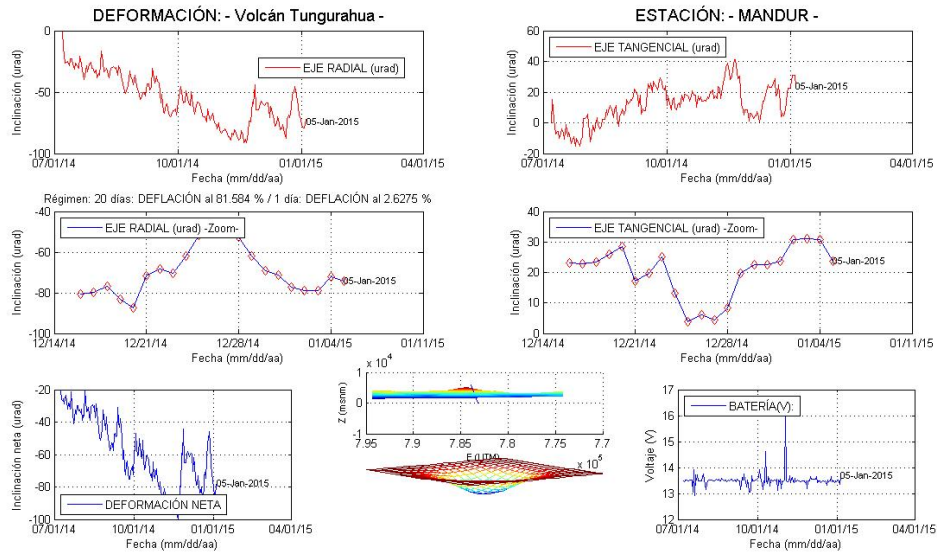 DEFORMACIÓN: - Volcán Tungurahua -
ESTACIÓN: - MANDUR -
0
-50
-100
Inclinación (urad)
EJE RADIAL (urad)
05-Jan-2015
07/01/14 10/01/14 01/01/15 04/01/15
Fecha (mm/dd/aa)
60
40
20
0
-20
Inclinación (urad)
EJE TANGENCIAL (urad)
05-Jan-2015
07/01/14 10/01/14 01/01/15 04/01/15
Fecha (mm/dd/aa)
Régimen: 20 días: DEFLACIÓN al 81.584 % / 1 día: DEFLACIÓN al 2.6275 %
-40
-60
-80
-100
Inclinación (urad)
EJE RADIAL (urad) -Zoom-
05-Jan-2015
12/14/14 12/21/14 12/28/14 01/04/15 01/11/15
Fecha (mm/dd/aa)
40
30
20
10
0
Inclinación (urad)
EJE TANGENCIAL (urad) -Zoom-
05-Jan-2015
12/14/14 12/21/14 12/28/14 01/04/15 01/11/15
Fecha (mm/dd/aa)
-20
-40
-60
-80
-100
Inclinación neta (urad)
05-Jan-2015
DEFORMACIÓN NETA
07/01/14 10/01/14 01/01/15 04/01/15
Fecha (mm/dd/aa)
x 10^4
1
0
-1
Z (msnm)
7.95 7.9 7.85 7.8 7.75 7.7
E (UTM)
x 10^5
17
16
15
14
13
12
Voltaje (V)
BATERÍA(V):
05-Jan-2015
07/01/14 10/01/14 01/01/15 04/01/15
Fecha (mm/dd/aa)